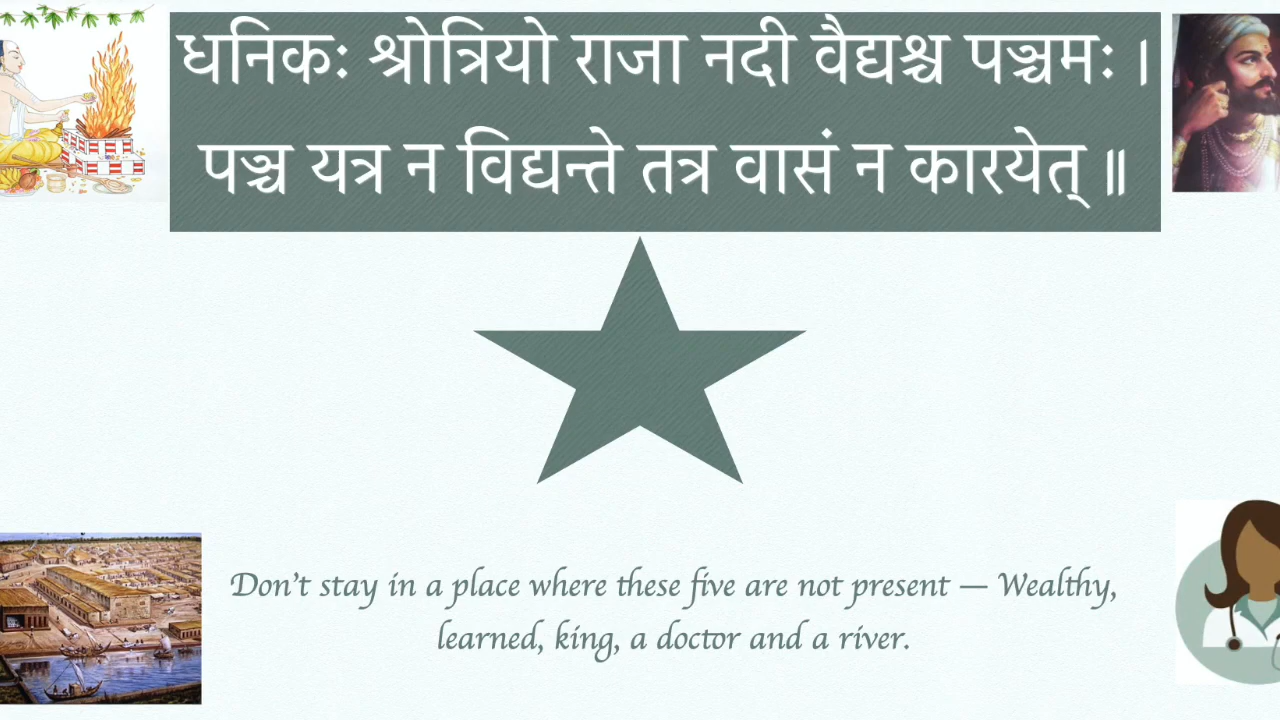 धनिकः श्रोत्रियो राजा नदी वैद्यश्च पञ्चमः ।
पञ्च यत्र न विद्यन्ते तत्र वासं न कारयेत् ॥
Don't stay in a place where these five are not present — Wealthy,
learned, king, a doctor and a river.